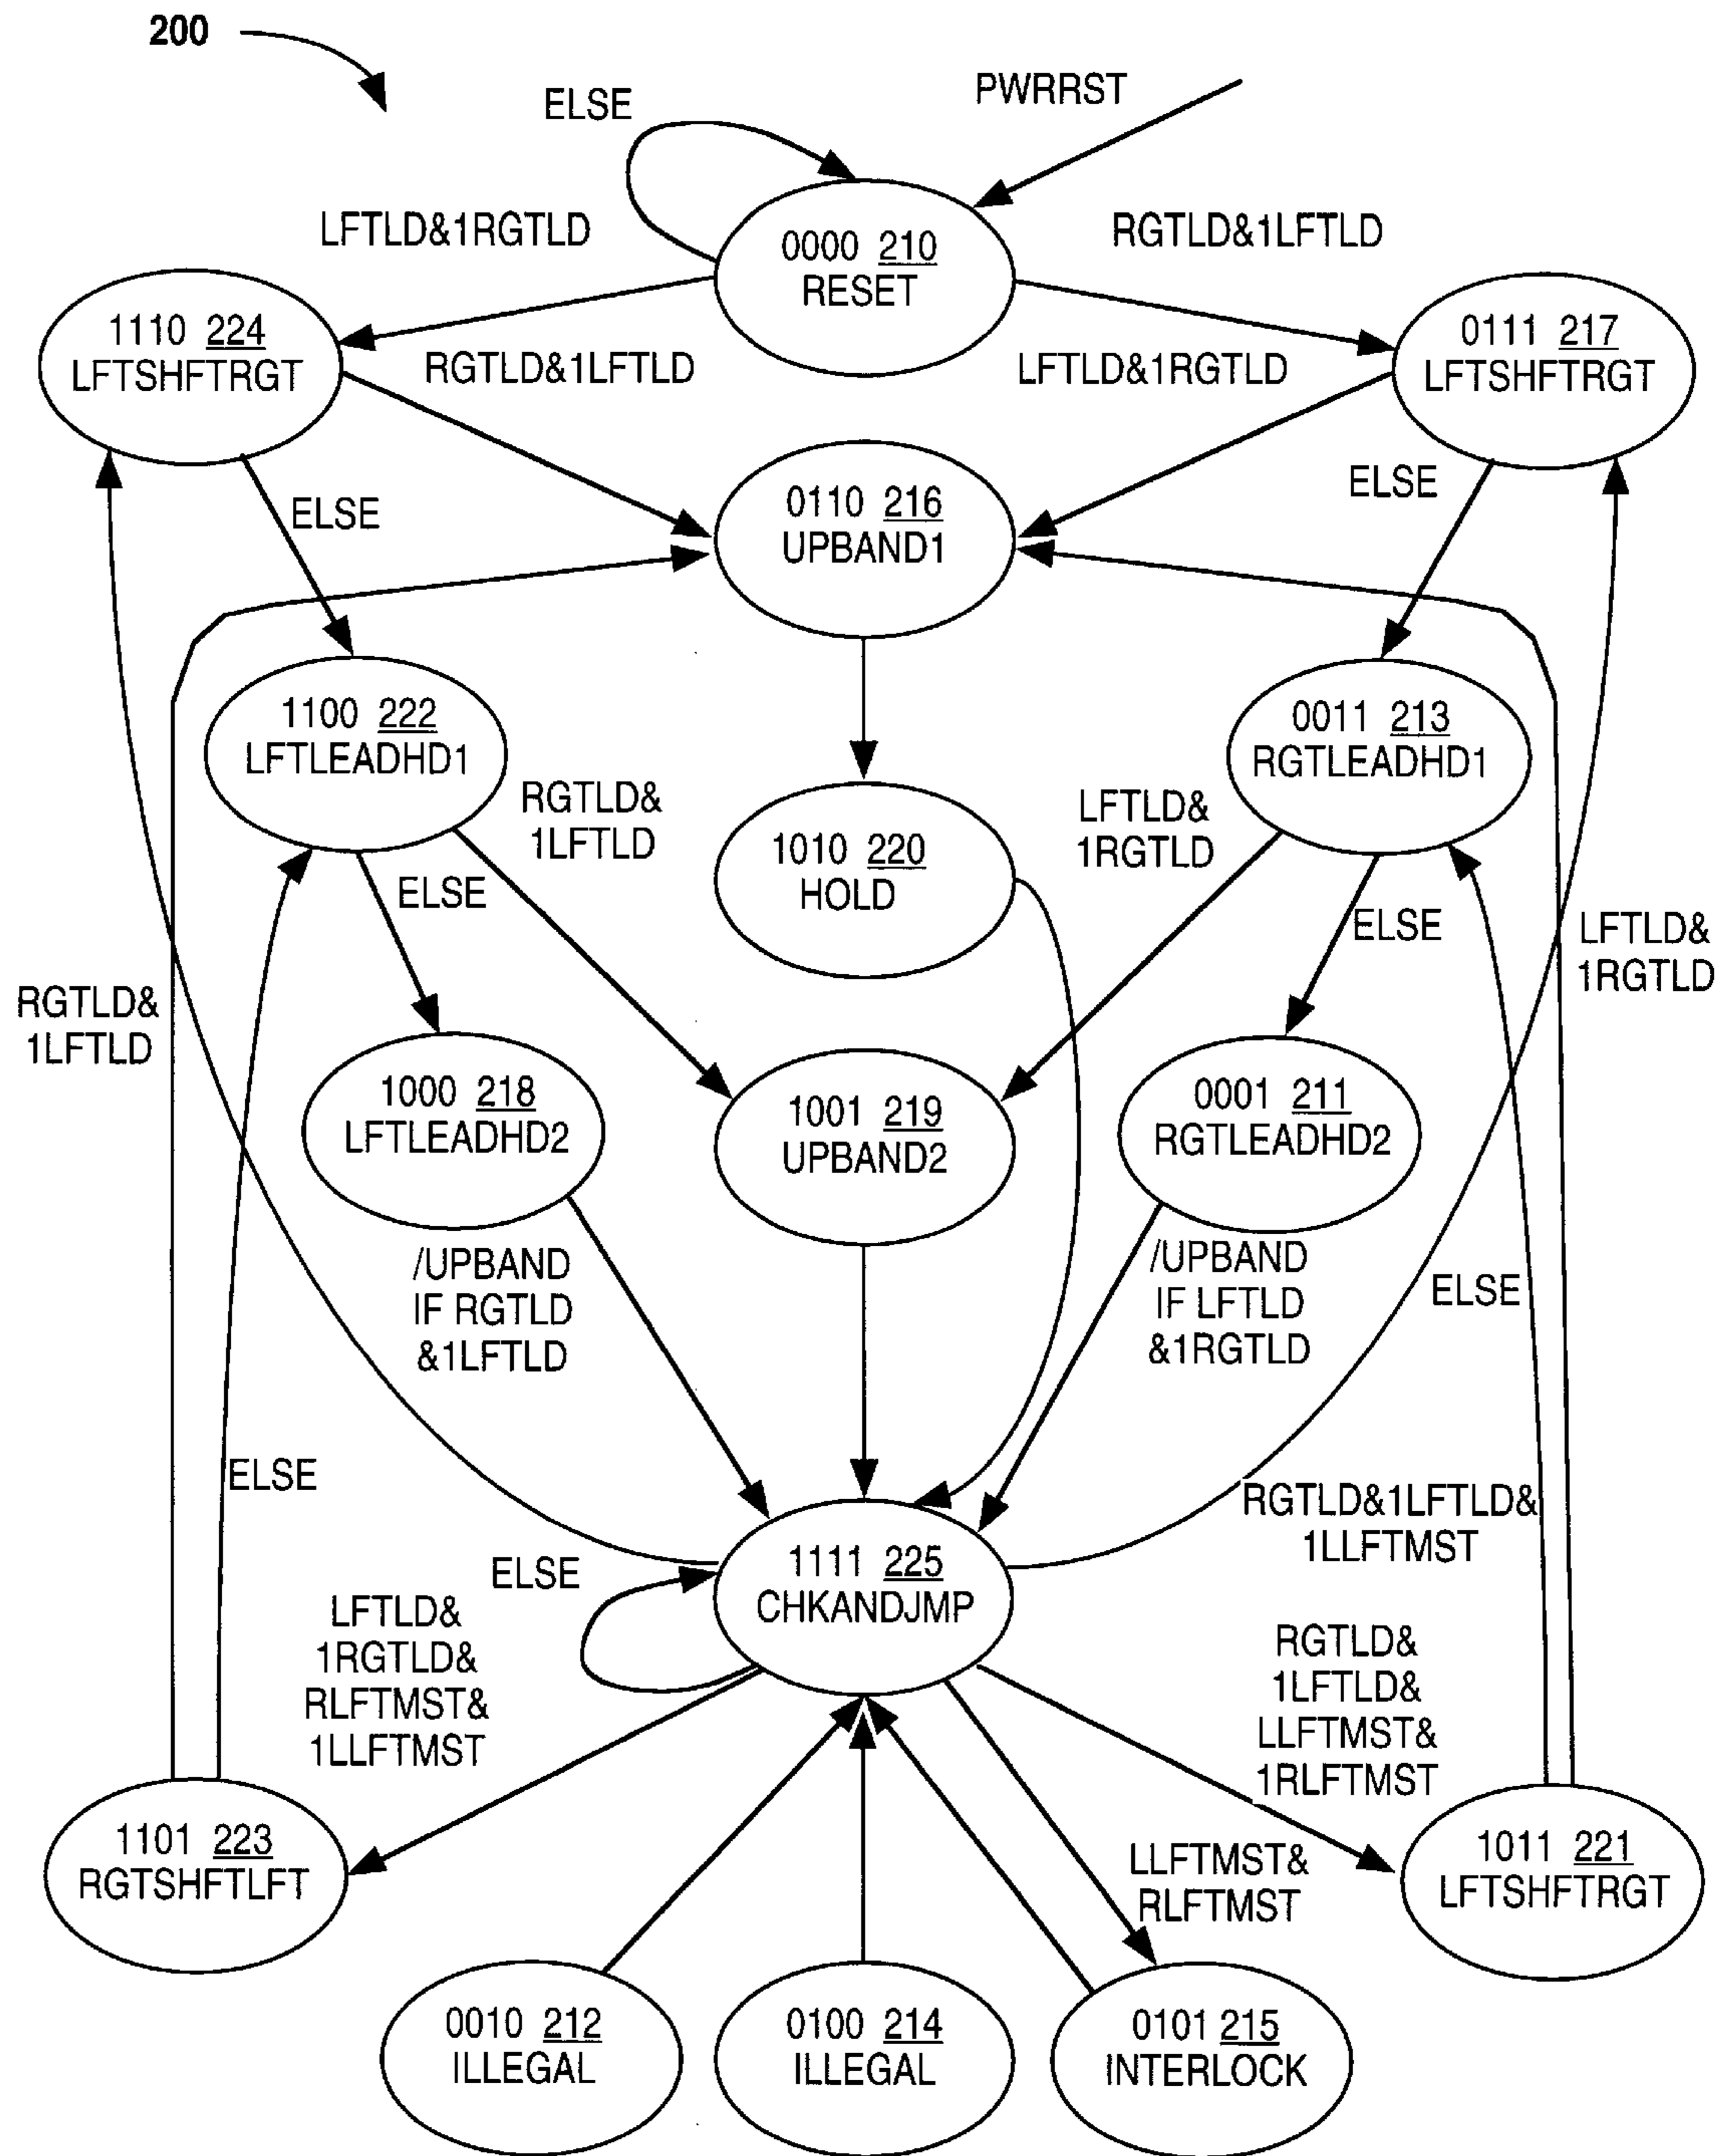 200
PWRRST
ELSE
LFTLD&1RGTLD
RGTLD&1LFTLD
0000 210
RESET
1110 224
LFTSHFTRGT
0111 217
LFTSHFTRGT
RGTLD&1LFTLD
LFTLD&1RGTLD
ELSE
ELSE
0110 216
UPBAND1
1100 222
LFTLEADHD1
0011 213
RGTLEADHD1
RGTLD&
1LFTLD
LFTLD&
1RGTLD
1010 220
HOLD
ELSE
ELSE
LFTLD&
1RGTLD
RGTLD&
1LFTLD
1000 218
LFTLEADHD2
1001 219
UPBAND2
0001 211
RGTLEADHD2
/UPBAND
IF RGTLD
&1LFTLD
/UPBAND
IF LFTLD
&1RGTLD
ELSE
ELSE
RGTLD&1LFTLD&
1LLFTMST
ELSE
1111 225
CHKANDJMP
LFTLD&
1RGTLD&
RLFTMST&
1LLFTMST
RGTLD&
1LFTLD&
LLFTMST&
1RLFTMST
1101 223
RGTSHFTLFT
LLFTMST&
RLFTMST
1011 221
LFTSHFTRGT
0010 212
ILLEGAL
0100 214
ILLEGAL
0101 215
INTERLOCK